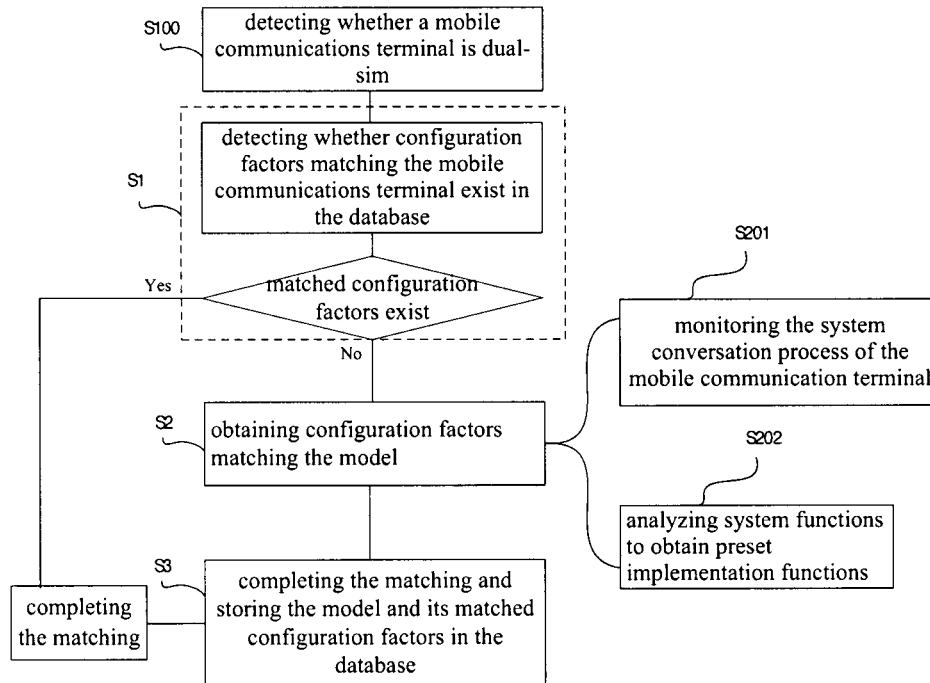 S100
detecting whether a mobile
communications terminal is dual-
sim
detecting whether configuration
factors matching the mobile
communications terminal exist in
the database
S1
Yes
matched configuration
factors exist
No
S201
monitoring the system
conversation process of the
mobile communication terminal
S2
obtaining configuration factors
matching the model
S202
analyzing system functions
to obtain preset
implementation functions
S3
completing the matching and
storing the model and its matched
configuration factors in the
database
completing
the matching